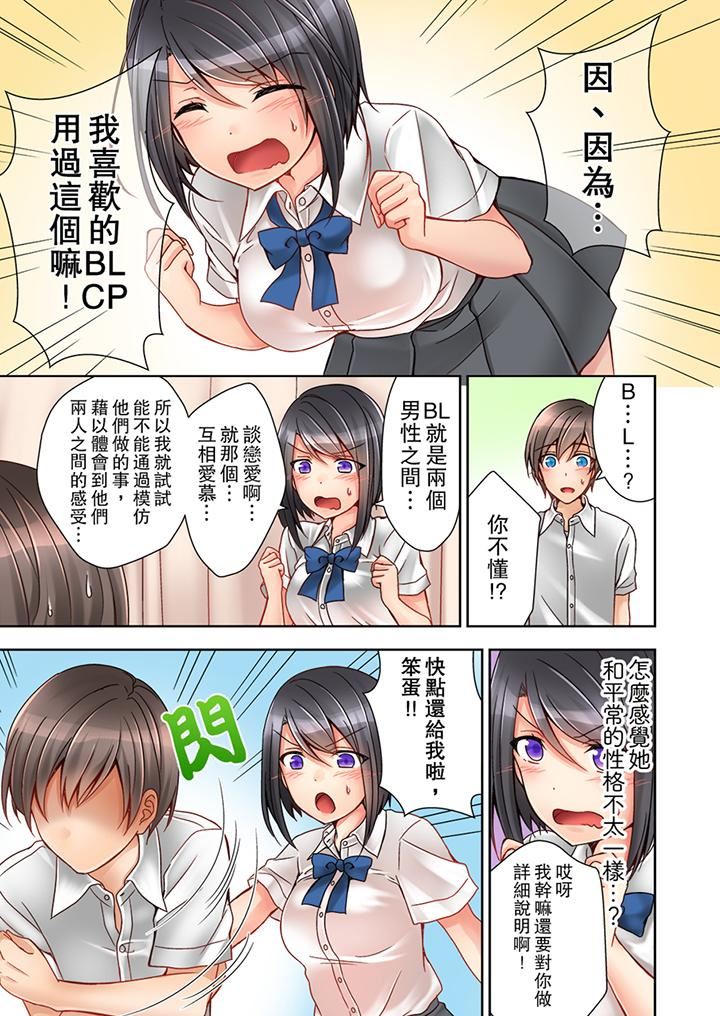 因、因為⋯
我喜歡的BLCP
用過這個嘛！
B⋯L⋯？
你不懂!?
BL就是兩個
男性之間⋯
談戀愛啊⋯
就那個⋯
互相愛慕⋯
所以我就試試
能不能通過模仿
他們做的事，
藉以體會到他們
兩人之間的感受⋯
怎麼感覺她
和平常的性格不太一樣⋯？
哎呀
我幹嘛還要對你做
詳細說明啊！
快點還給我啦，
笨蛋!!
閃